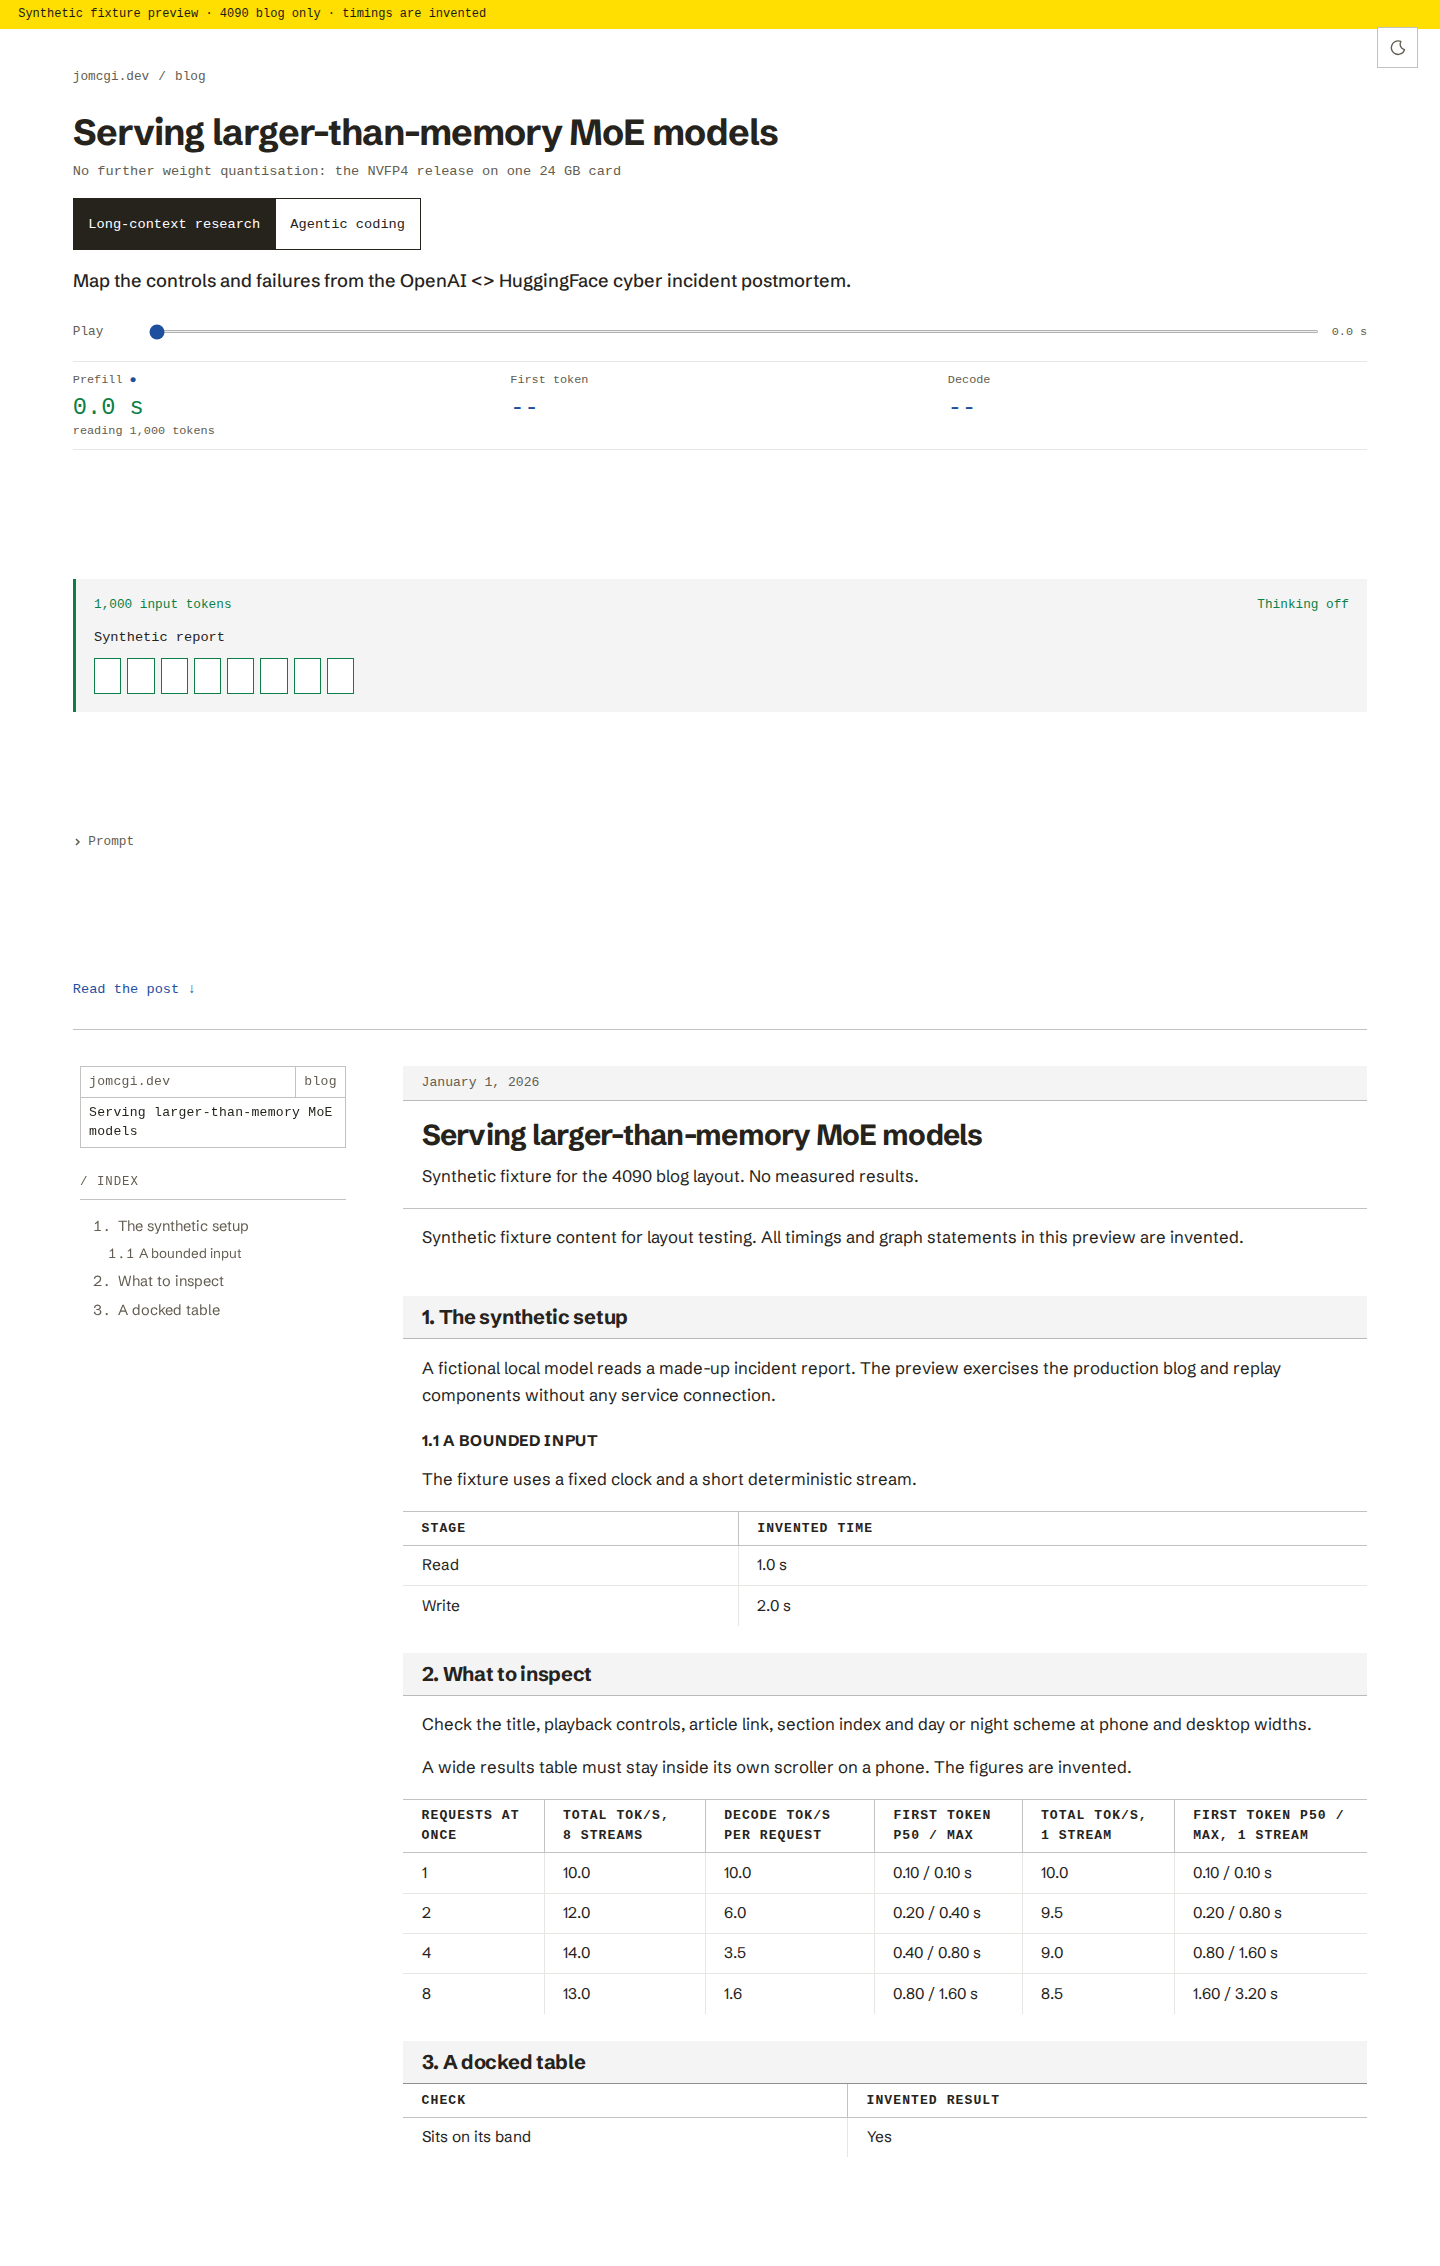 Synthetic fixture preview · 4090 blog only · timings are invented
jomcgi.dev / blog
Serving larger-than-memory MoE models
No further weight quantisation: the NVFP4 release on one 24 GB card
Long-context research Agentic coding
Map the controls and failures from the OpenAI <> HuggingFace cyber incident postmortem.
Play 0.0 s
Prefill ● First token Decode
0.0 s -- --
reading 1,000 tokens
1,000 input tokens Thinking off
Synthetic report
› Prompt
Read the post ↓
jomcgi.dev blog
Serving larger-than-memory MoE
models
/ INDEX
1. The synthetic setup
1.1 A bounded input
2. What to inspect
3. A docked table
January 1, 2026
Serving larger-than-memory MoE models
Synthetic fixture for the 4090 blog layout. No measured results.
Synthetic fixture content for layout testing. All timings and graph statements in this preview are invented.
1. The synthetic setup
A fictional local model reads a made-up incident report. The preview exercises the production blog and replay
components without any service connection.
1.1 A BOUNDED INPUT
The fixture uses a fixed clock and a short deterministic stream.
STAGE INVENTED TIME
Read 1.0 s
Write 2.0 s
2. What to inspect
Check the title, playback controls, article link, section index and day or night scheme at phone and desktop widths.
A wide results table must stay inside its own scroller on a phone. The figures are invented.
REQUESTS AT TOTAL TOK/S, DECODE TOK/S FIRST TOKEN TOTAL TOK/S, FIRST TOKEN P50 /
ONCE 8 STREAMS PER REQUEST P50 / MAX 1 STREAM MAX, 1 STREAM
1 10.0 10.0 0.10 / 0.10 s 10.0 0.10 / 0.10 s
2 12.0 6.0 0.20 / 0.40 s 9.5 0.20 / 0.80 s
4 14.0 3.5 0.40 / 0.80 s 9.0 0.80 / 1.60 s
8 13.0 1.6 0.80 / 1.60 s 8.5 1.60 / 3.20 s
3. A docked table
CHECK INVENTED RESULT
Sits on its band Yes